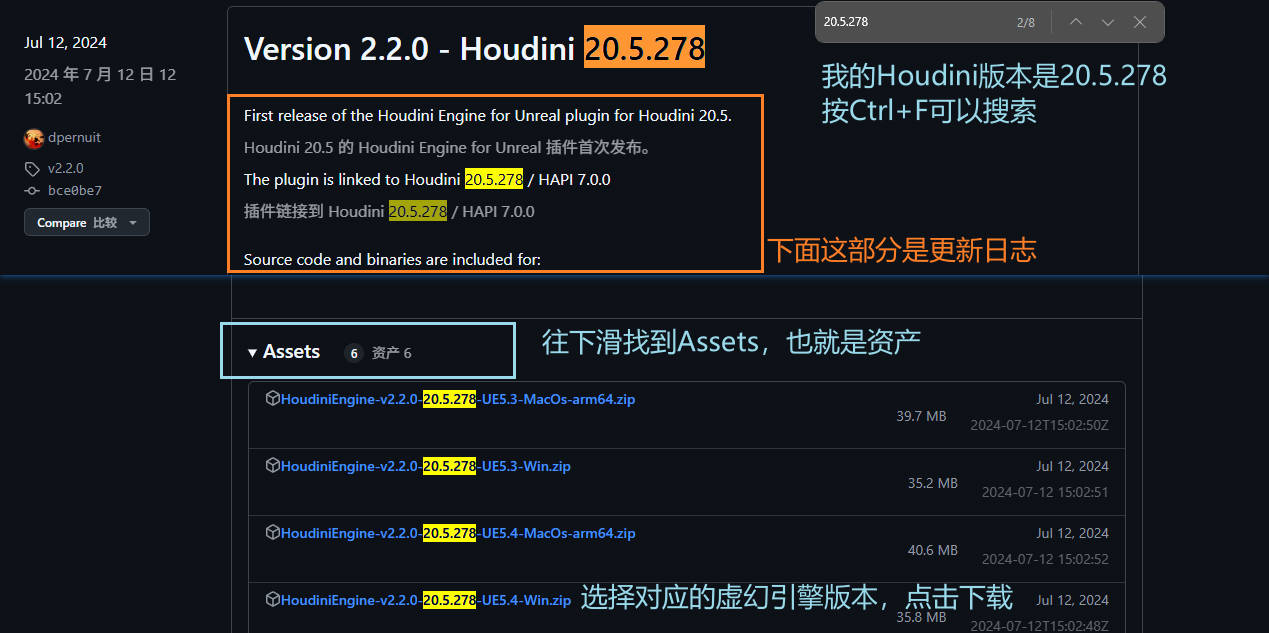 20.5.278
2/8
Jul 12, 2024
2024 年 7 月 12 日 12
15:02
dpernuit
v2.2.0
bce0be7
Compare 比较
Version 2.2.0 - Houdini 20.5.278
我的Houdini版本是20.5.278
按Ctrl+F可以搜索
First release of the Houdini Engine for Unreal plugin for Houdini 20.5.
Houdini 20.5 的 Houdini Engine for Unreal 插件首次发布。
The plugin is linked to Houdini 20.5.278 / HAPI 7.0.0
插件链接到 Houdini 20.5.278 / HAPI 7.0.0
Source code and binaries are included for:
下面这部分是更新日志
Assets 6 资产 6
往下滑找到Assets，也就是资产
HoudiniEngine-v2.2.0-20.5.278-UE5.3-MacOs-arm64.zip
39.7 MB
Jul 12, 2024
2024-07-12T15:02:50Z
HoudiniEngine-v2.2.0-20.5.278-UE5.3-Win.zip
35.2 MB
Jul 12, 2024
2024-07-12 15:02:51
HoudiniEngine-v2.2.0-20.5.278-UE5.4-MacOs-arm64.zip
40.6 MB
Jul 12, 2024
2024-07-12 15:02:52
HoudiniEngine-v2.2.0-20.5.278-UE5.4-Win.zip
选择对应的虚幻引擎版本，点击下载
35.8 MB
Jul 12, 2024
2024-07-12T15:02:48Z